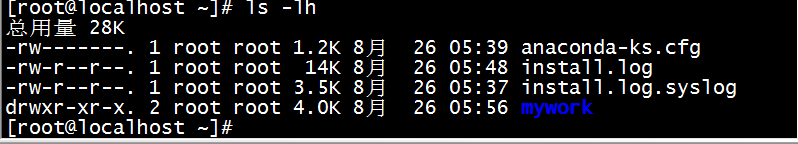 [root@localhost ~]# ls -lh
总用量 28K
-rw-------. 1 root root 1.2K 8月  26 05:39 anaconda-ks.cfg
-rw-r--r--. 1 root root  14K 8月  26 05:48 install.log
-rw-r--r--. 1 root root 3.5K 8月  26 05:37 install.log.syslog
drwxr-xr-x. 2 root root 4.0K 8月  26 05:56 mywork
[root@localhost ~]#